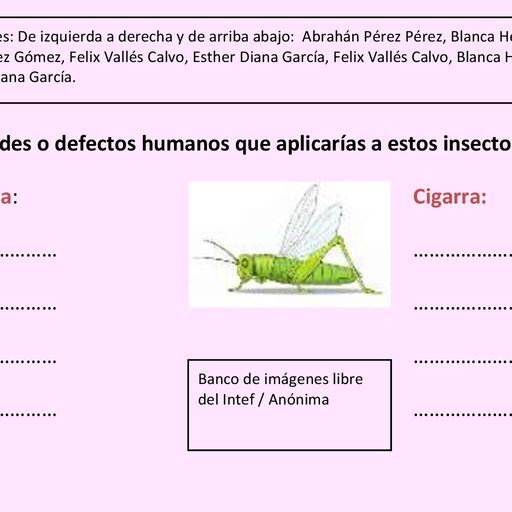 es: De izquierda a derecha y de arriba abajo: Abrahán Pérez Pérez, Blanca He
ez Gómez, Felix Vallés Calvo, Esther Diana García, Felix Vallés Calvo, Blanca H
iana García.
des o defectos humanos que aplicarías a estos insecto
a:
Cigarra:
............
...................
............
...................
............
...................
............
...................
Banco de imágenes libre
del Intef / Anónima